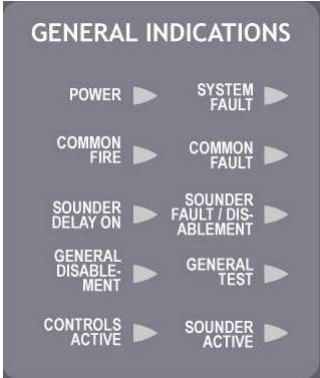 GENERAL INDICATIONS
POWER
SYSTEM
FAULT
COMMON
FIRE
COMMON
FAULT
SOUNDER
DELAY ON
SOUNDER
FAULT / DIS-
ABLEMENT
GENERAL
DISABLE-
MENT
GENERAL
TEST
CONTROLS
ACTIVE
SOUNDER
ACTIVE